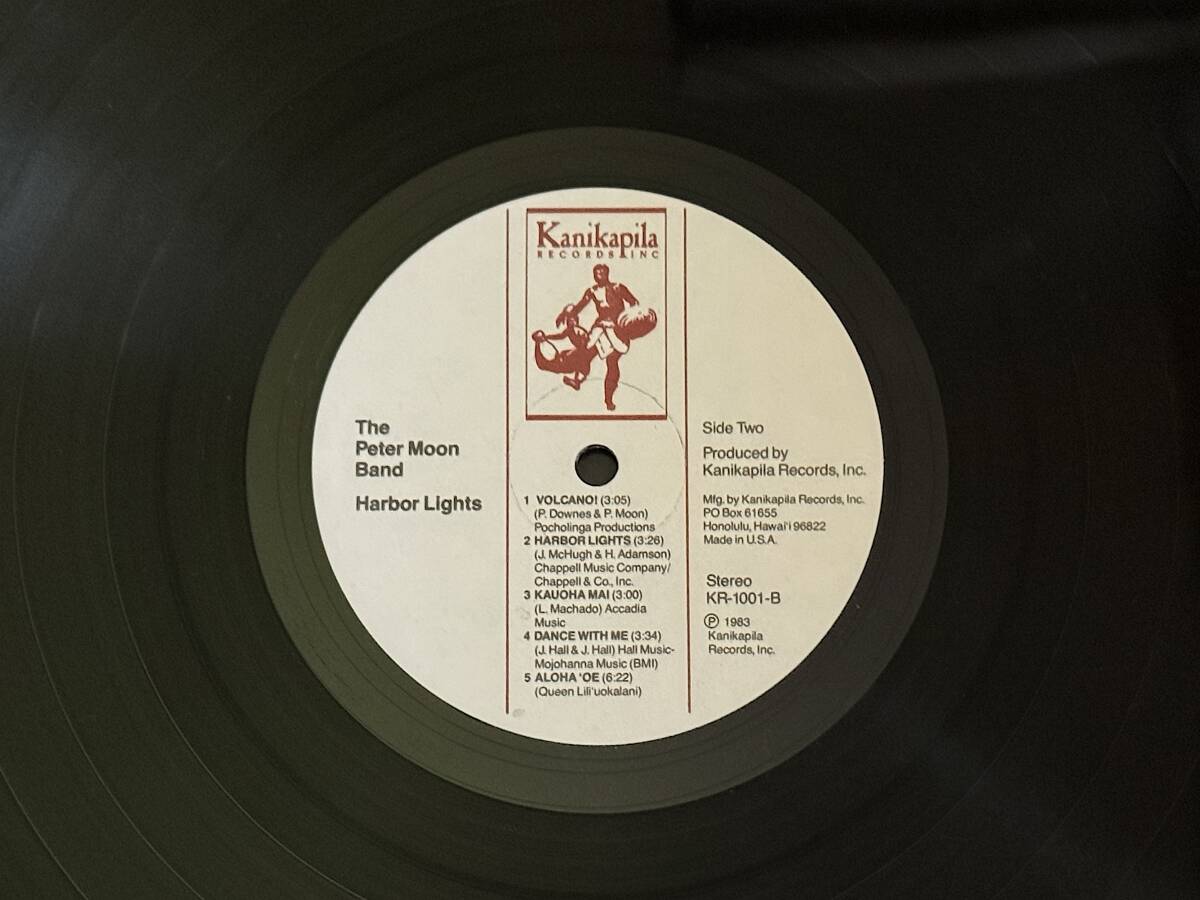 Kanikapila
RECORDS INC
The
Peter Moon
Band
Harbor Lights
1 VOLCANO! (3:05)
(P. Downes & P. Moon)
Pocholinga Productions
2 HARBOR LIGHTS (3:26)
(J. McHugh & H. Adamson)
Chappell Music Company/
Chappell & Co., Inc.
3 KAUOHA MAI (3:00)
(L. Machado) Accadia
Music
4 DANCE WITH ME (3:34)
(J. Hall & J. Hall) Hall Music-
Mojohanna Music (BMI)
5 ALOHA 'OE (6:22)
(Queen Lili'uokalani)
Side Two
Produced by
Kanikapila Records, Inc.
Mfg. by Kanikapila Records, Inc.
PO Box 61655
Honolulu, Hawai'i 96822
Made in U.S.A.
Stereo
KR-1001-B
Ⓟ 1983
Kanikapila
Records, Inc.